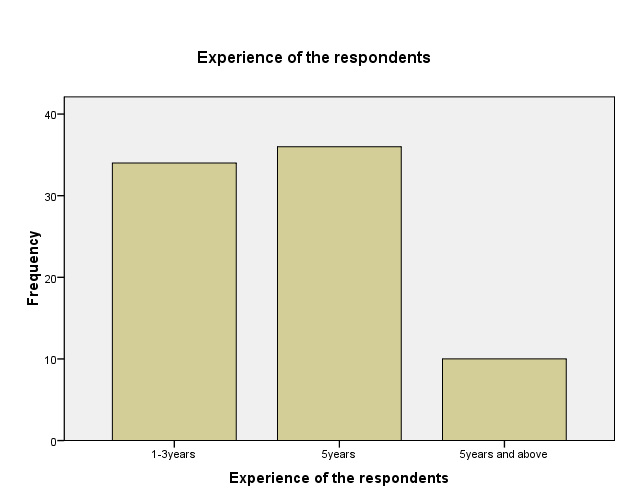 Experience of the respondents
40
30
20
10
0
Frequency
1-3years 5years 5years and above
Experience of the respondents